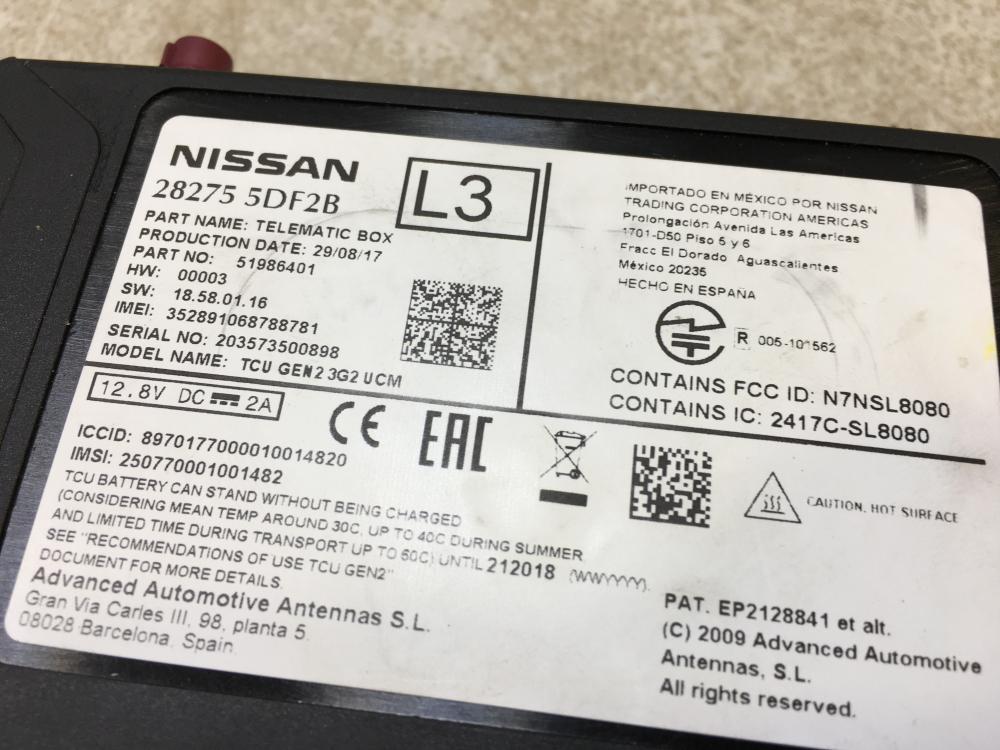 NISSAN
28275 5DF2B
L3
PART NAME: TELEMATIC BOX
PRODUCTION DATE: 29/08/17
PART NO: 51986401
HW: 00003
SW: 18.58.01.16
IMEI: 352891068788781
SERIAL NO: 203573500898
MODEL NAME: TCU GEN2 3G2 UCM
IMPORTADO EN MÉXICO POR NISSAN
TRADING CORPORATION AMERICAS
Prolongación Avenida Las Americas
1701-D50 Piso 5 y 6
Fracc El Dorado Aguascalientes
México 20235
HECHO EN ESPAÑA
R 005-101562
CONTAINS FCC ID: N7NSL8080
CONTAINS IC: 2417C-SL8080
12.8V DC 2A
CE
EAC
ICCID: 8970177000010014820
IMSI: 250770001001482
TCU BATTERY CAN STAND WITHOUT BEING CHARGED
(CONSIDERING MEAN TEMP AROUND 30C, UP TO 40C DURING SUMMER
AND LIMITED TIME DURING TRANSPORT UP TO 60C) UNTIL 212018 (WWYYYY).
SEE "RECOMMENDATIONS OF USE TCU GEN2"
DOCUMENT FOR MORE DETAILS.
CAUTION. HOT SURFACE
Advanced Automotive Antennas S.L.
Gran Via Carles III, 98, planta 5
08028 Barcelona, Spain
PAT. EP2128841 et alt.
(C) 2009 Advanced Automotive
Antennas, S.L.
All rights reserved.